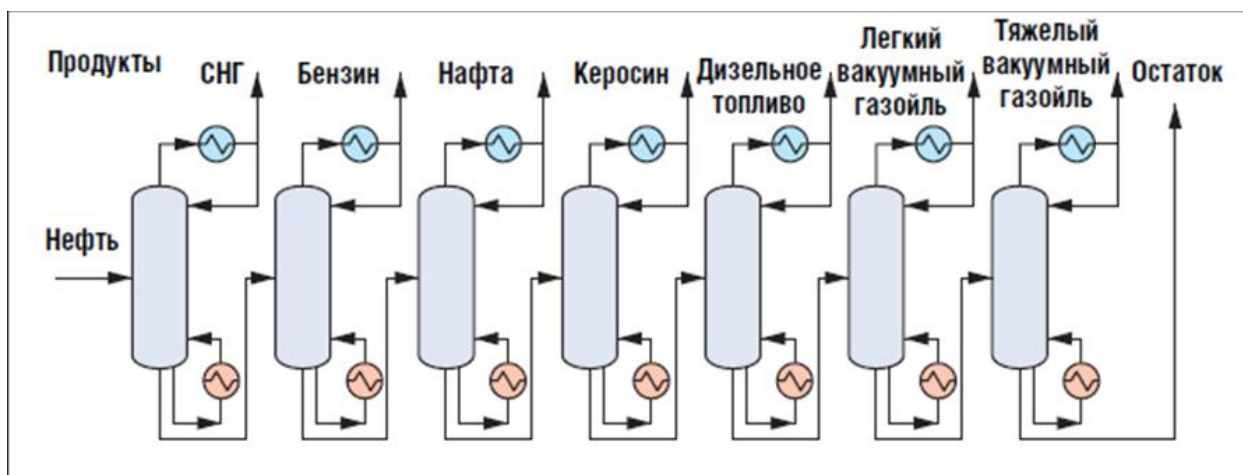 Продукты
СНГ
Бензин
Нафта
Керосин
Дизельное
топливо
Легкий
вакуумный
газойль
Тяжелый
вакуумный
газойль
Остаток
Нефть